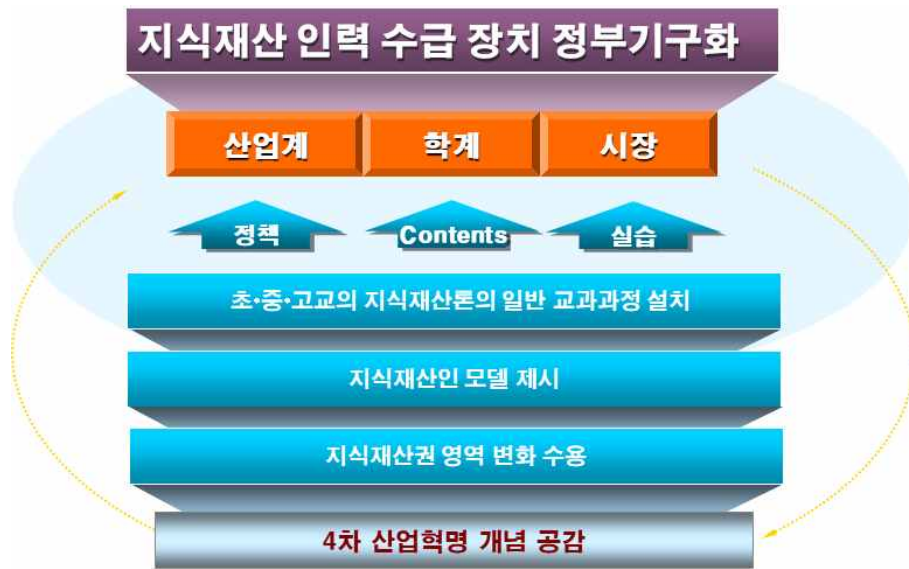 지식재산 인력 수급 장치 정부기구화
산업계 학계 시장
정책 Contents 실습
초·중·고교의 지식재산톤의 일반 교과과정 설치
지식재산인 모델 제시
지식재산권 영역 변화 수용
4차 산업혁명 개념 공감